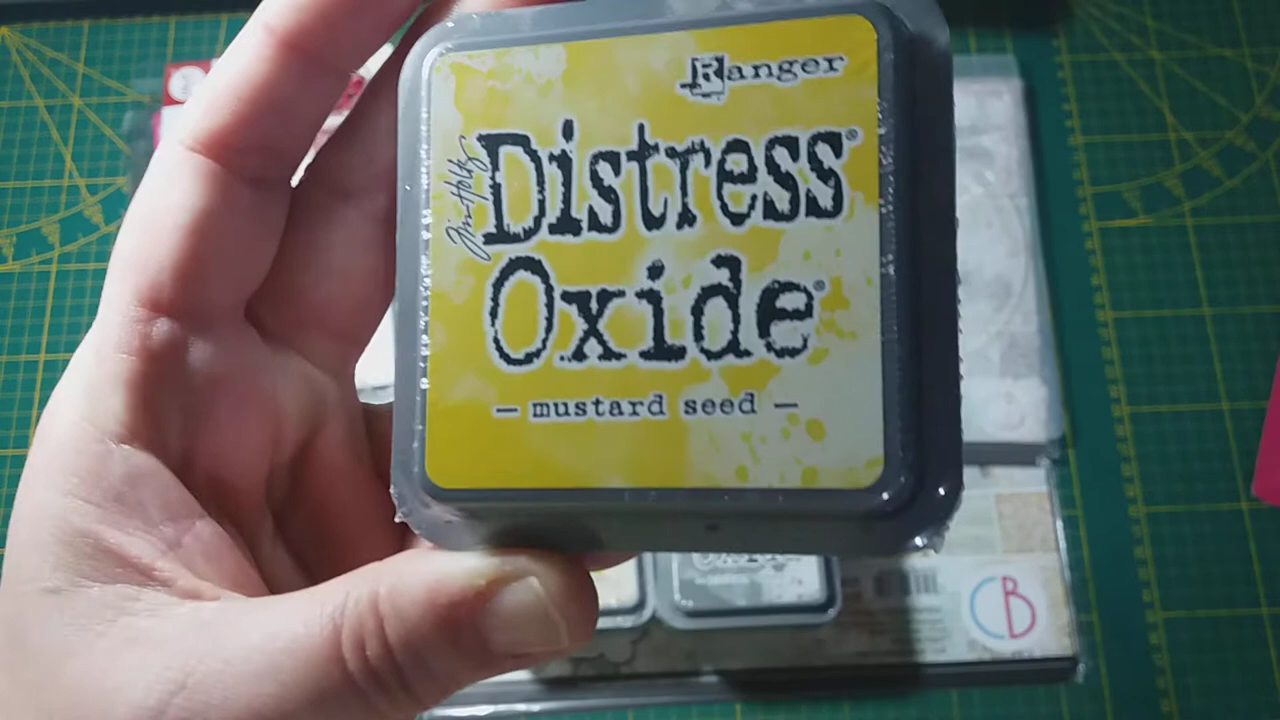 Ranger
Tim Holtz
Distress®
Oxide®
— mustard seed —
CB